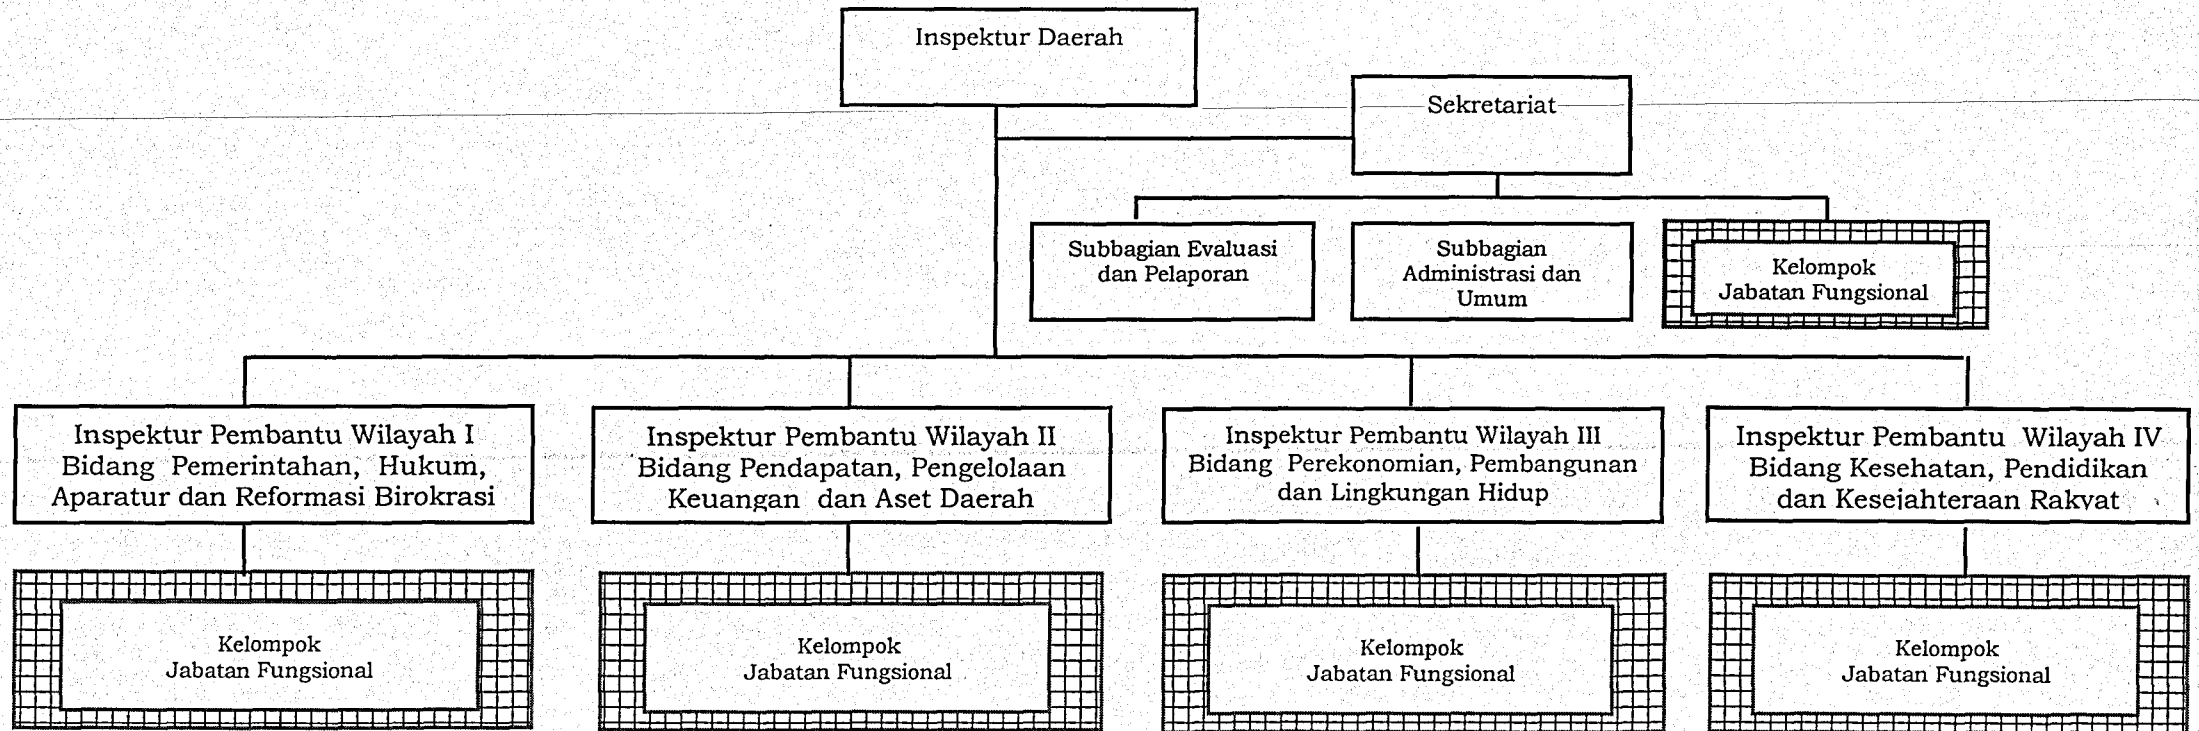 Inspektur Daerah
Sekretariat
Subbagian Evaluasi
dan Pelaporan
Subbagian
Administrasi dan
Umum
Kelompok
Jabatan Fungsional
Inspektur Pembantu Wilayah I
Bidang Pemerintahan, Hukum,
Aparatur dan Reformasi Birokrasi
Inspektur Pembantu Wilayah II
Bidang Pendapatan, Pengelolaan
Keuangan dan Aset Daerah
Inspektur Pembantu Wilayah III
Bidang Perekonomian, Pembangunan
dan Lingkungan Hidup
Inspektur Pembantu Wilayah IV
Bidang Kesehatan, Pendidikan
dan Kesejahteraan Rakyat
Kelompok
Jabatan Fungsional
Kelompok
Jabatan Fungsional
Kelompok
Jabatan Fungsional
Kelompok
Jabatan Fungsional